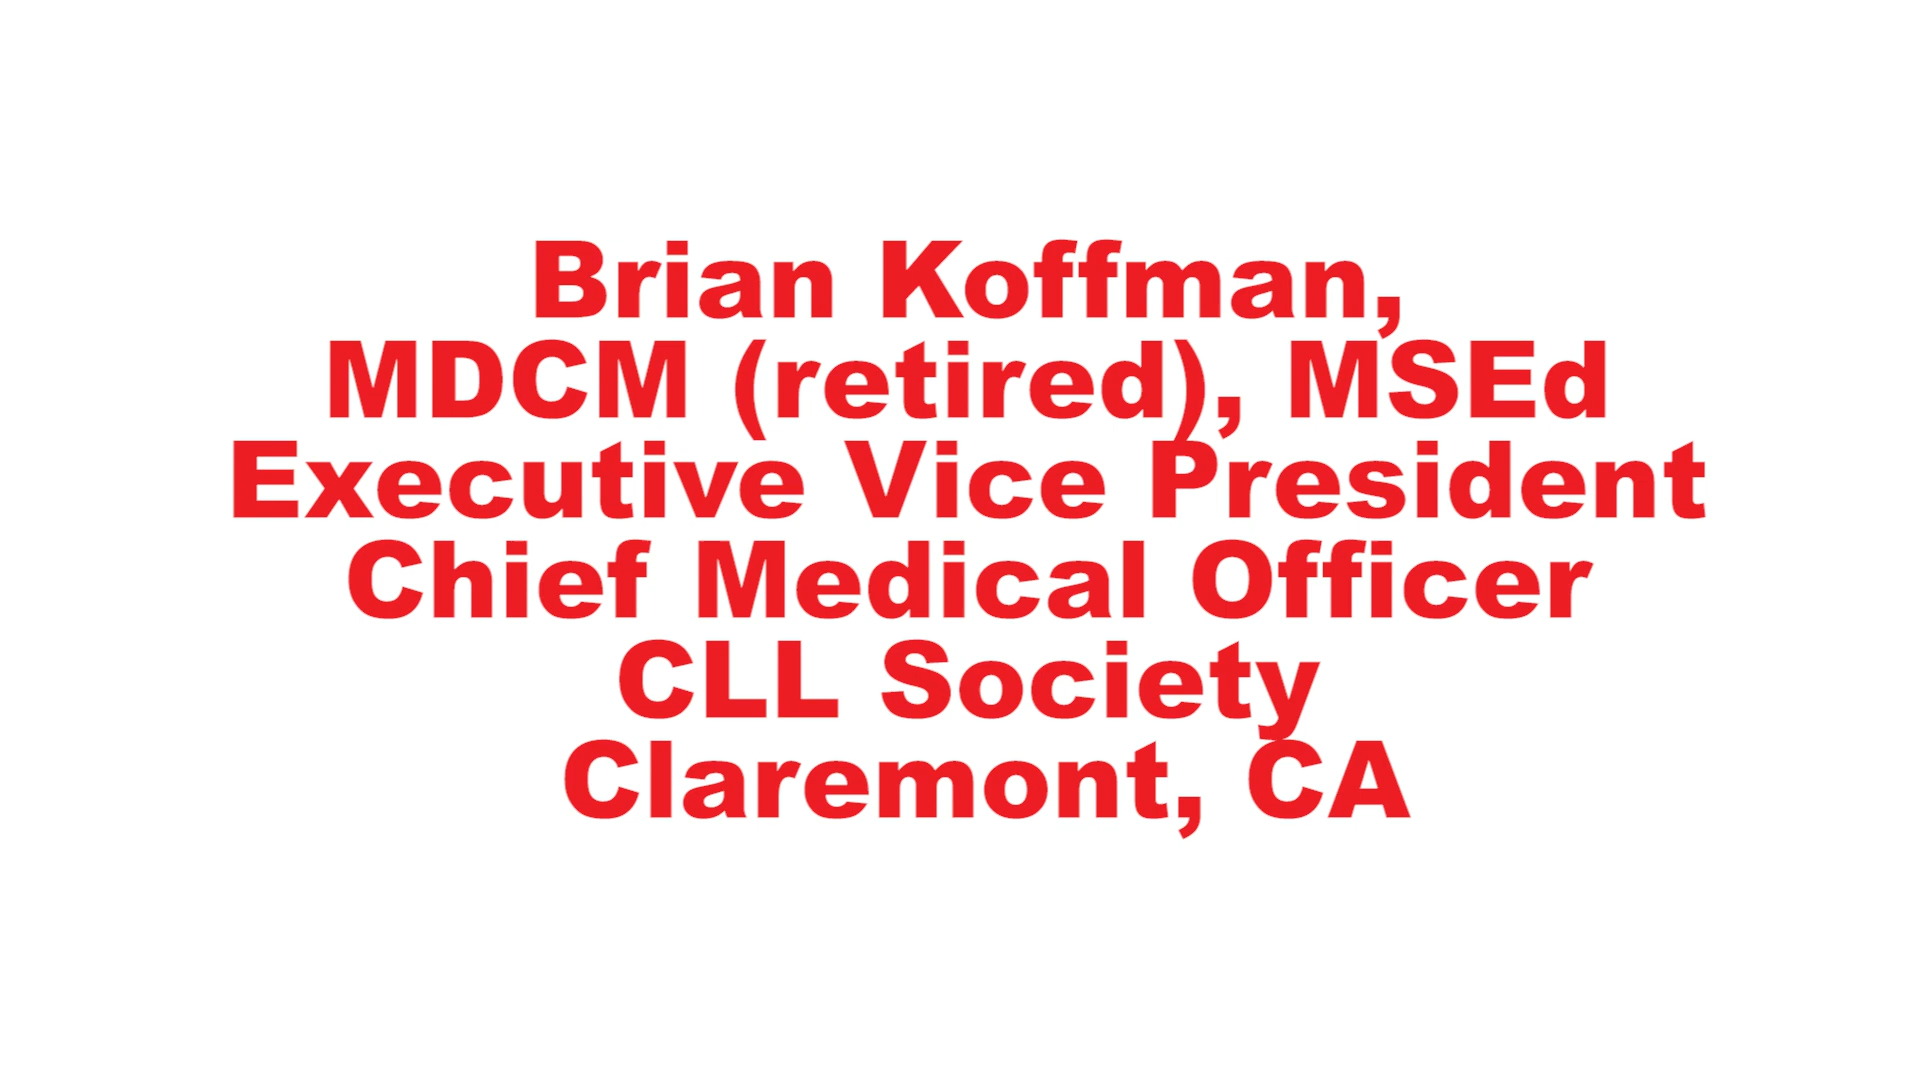 Brian Koffman,
MDCM (retired), MSEd
Executive Vice President
Chief Medical Officer
CLL Society
Claremont, CA